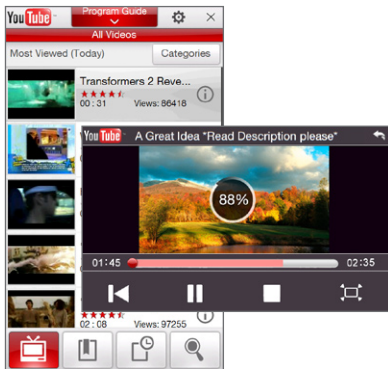 YouTube Program Guide
All Videos
Most Viewed (Today) Categories
Transformers 2 Reve...
00 : 31 Views: 86418
YouTube A Great Idea "Read Description please"
88%
01:45 02:35
02 : 08 Views: 97255